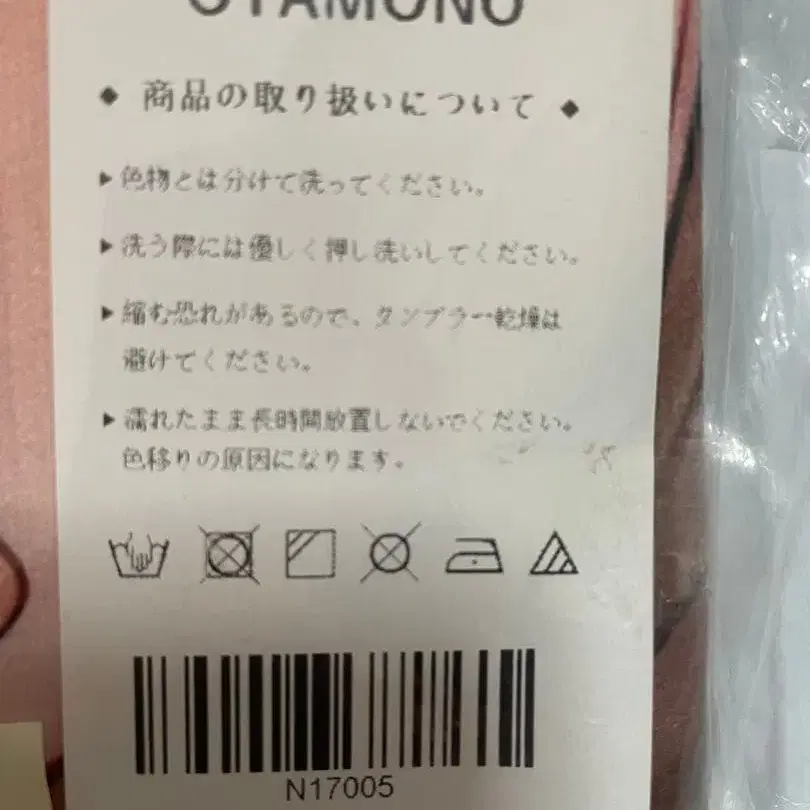 OTAMONO
◆ 商品の取り扱いについて ◆
▶色物とは分けて洗ってください。
▶洗う際には優しく押し洗いしてください。
▶縮む恐れがあるので、タンブラー乾燥は
避けてください。
▶濡れたまま長時間放置しないでください。
色移りの原因になります。
N17005